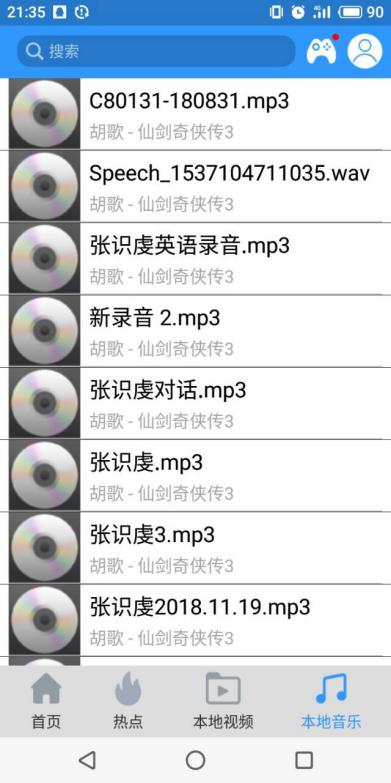 21:35
4G
90
搜索
C80131-180831.mp3
胡歌 - 仙剑奇侠传3
Speech_1537104711035.wav
胡歌 - 仙剑奇侠传3
张识虔英语录音.mp3
胡歌 - 仙剑奇侠传3
新录音 2.mp3
胡歌 - 仙剑奇侠传3
张识虔对话.mp3
胡歌 - 仙剑奇侠传3
张识虔.mp3
胡歌 - 仙剑奇侠传3
张识虔3.mp3
胡歌 - 仙剑奇侠传3
张识虔2018.11.19.mp3
胡歌 - 仙剑奇侠传3
首页
热点
本地视频
本地音乐